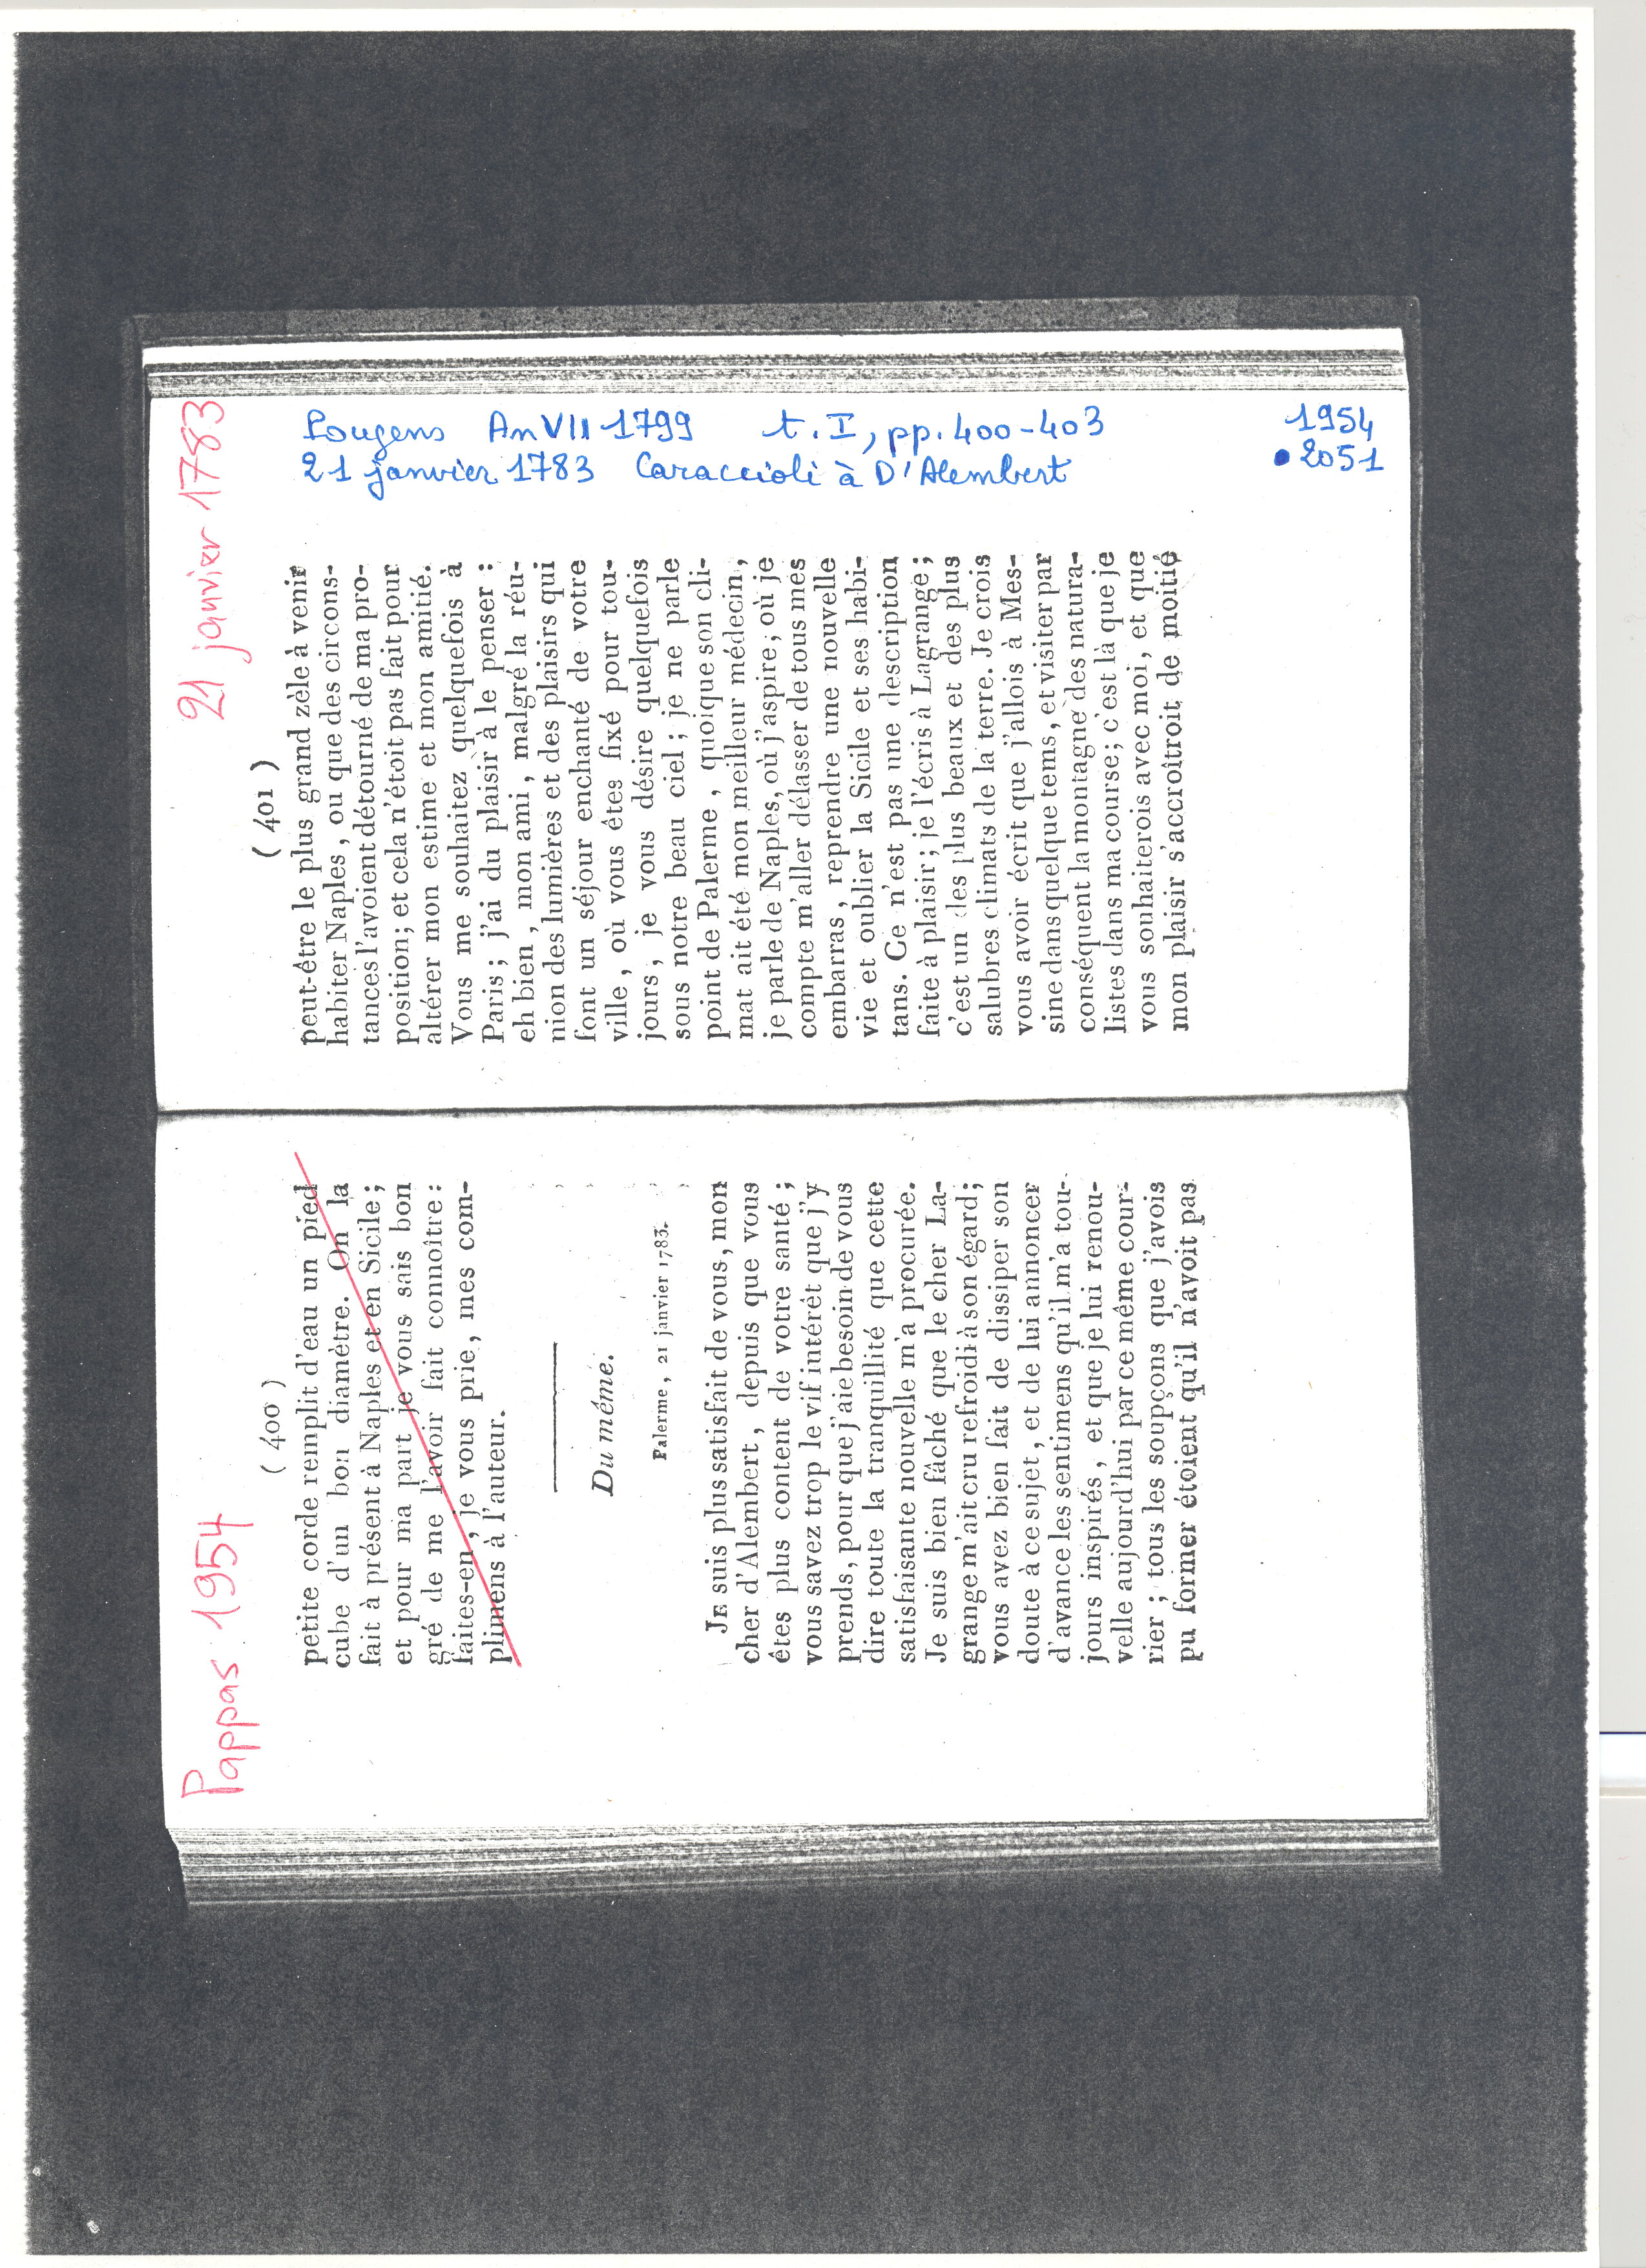 Pougens An VII 1799 t. I, pp. 400-403
21 janvier 1783 Caraccioli à D'Alembert
1954
• 2051
Pappas 1954
( 400 )
petite corde remplit d'eau un pied
cube d'un bon diamètre. On la
fait à présent à Naples et en Sicile ;
et pour ma part je vous sais bon
gré de me l'avoir fait connoître :
faites-en, je vous prie, mes com-
plimens à l'auteur.
Du même.
Palerme, 21 janvier 1783.
JE suis plus satisfait de vous, mon
cher d'Alembert, depuis que vous
êtes plus content de votre santé ;
vous savez trop le vif intérêt que j'y
prends, pour que j'aie besoin de vous
dire toute la tranquillité que cette
satisfaisante nouvelle m'a procurée.
Je suis bien fâché que le cher La-
grange m'ait cru refroidi à son égard ;
vous avez bien fait de dissiper son
doute à ce sujet, et de lui annoncer
d'avance les sentimens qu'il m'a tou-
jours inspirés, et que je lui renou-
velle aujourd'hui par ce même cour-
rier ; tous les soupçons que j'avois
pu former étoient qu'il n'avoit pas
21 janvier 1783
( 401 )
peut-être le plus grand zèle à venir
habiter Naples, ou que des circons-
tances l'avoient détourné de ma pro-
position ; et cela n'étoit pas fait pour
altérer mon estime et mon amitié.
Vous me souhaitez quelquefois à
Paris ; j'ai du plaisir à le penser :
eh bien, mon ami, malgré la réu-
nion des lumières et des plaisirs qui
font un séjour enchanté de votre
ville, où vous êtes fixé pour tou-
jours, je vous désire quelquefois
sous notre beau ciel ; je ne parle
point de Palerme, quoique son cli-
mat ait été mon meilleur médecin,
je parle de Naples, où j'aspire ; où je
compte m'aller délasser de tous mes
embarras, reprendre une nouvelle
vie et oublier la Sicile et ses habi-
tans. Ce n'est pas une description
faite à plaisir ; je l'écris à Lagrange ;
c'est un des plus beaux et des plus
salubres climats de la terre. Je crois
vous avoir écrit que j'allois à Mes-
sine dans quelque tems, et visiter par
conséquent la montagne des natura-
listes dans ma course ; c'est là que je
vous souhaiterois avec moi, et que
mon plaisir s'accroîtroit de moitié